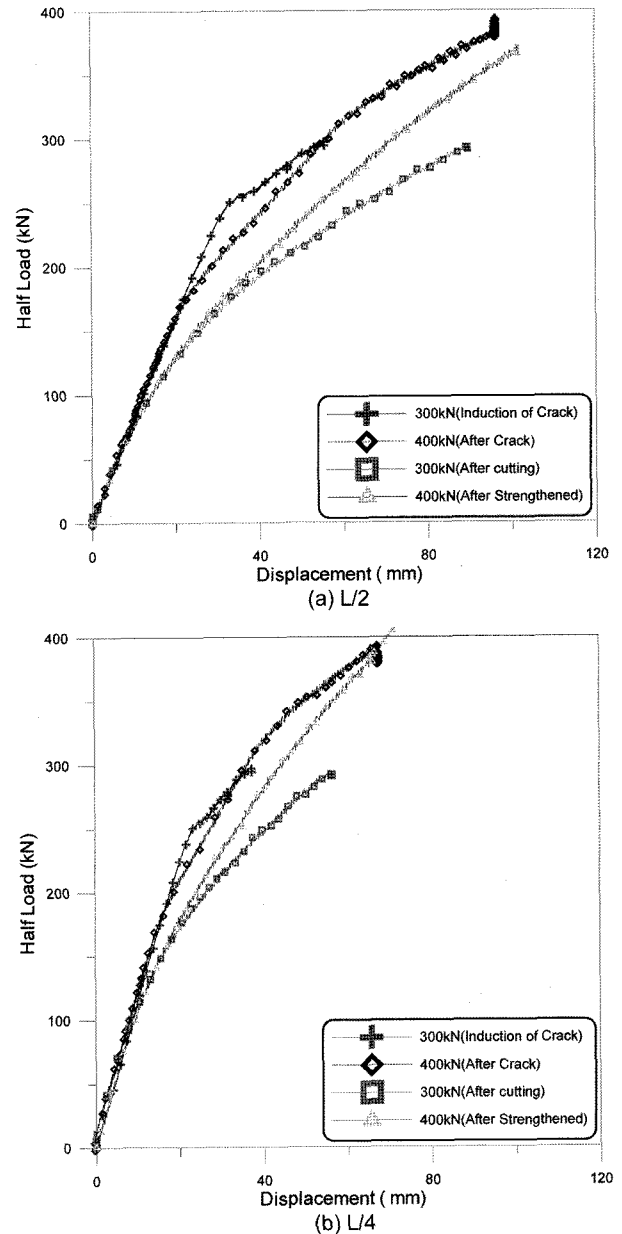 400
300
200
100
0
Half Load (kN)
300kN(Induction of Crack)
400kN(After Crack)
300kN(After cutting)
400kN(After Strengthened)
0
40
80
120
Displacement ( mm)
(a) L/2
400
300
200
100
0
Half Load (kN)
300kN(Induction of Crack)
400kN(After Crack)
300kN(After cutting)
400kN(After Strengthened)
0
40
80
120
Displacement ( mm)
(b) L/4